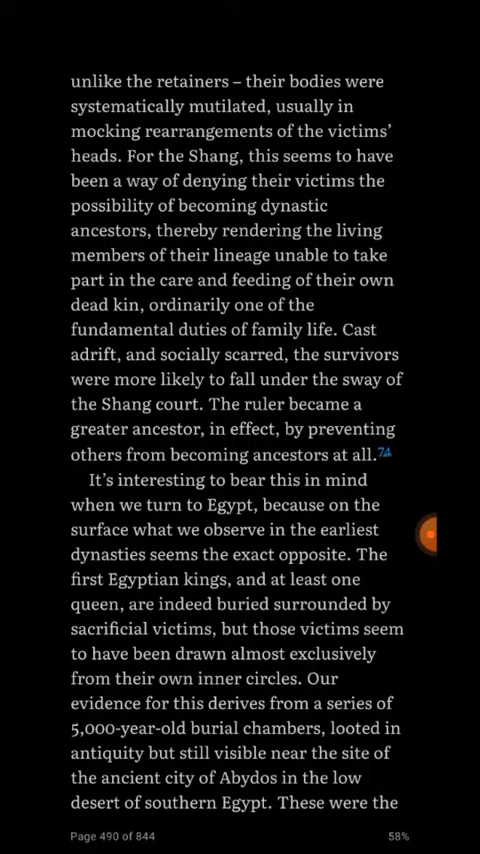 unlike the retainers – their bodies were
systematically mutilated, usually in
mocking rearrangements of the victims’
heads. For the Shang, this seems to have
been a way of denying their victims the
possibility of becoming dynastic
ancestors, thereby rendering the living
members of their lineage unable to take
part in the care and feeding of their own
dead kin, ordinarily one of the
fundamental duties of family life. Cast
adrift, and socially scarred, the survivors
were more likely to fall under the sway of
the Shang court. The ruler became a
greater ancestor, in effect, by preventing
others from becoming ancestors at all.74
It’s interesting to bear this in mind
when we turn to Egypt, because on the
surface what we observe in the earliest
dynasties seems the exact opposite. The
first Egyptian kings, and at least one
queen, are indeed buried surrounded by
sacrificial victims, but those victims seem
to have been drawn almost exclusively
from their own inner circles. Our
evidence for this derives from a series of
5,000-year-old burial chambers, looted in
antiquity but still visible near the site of
the ancient city of Abydos in the low
desert of southern Egypt. These were the
Page 490 of 844
58%